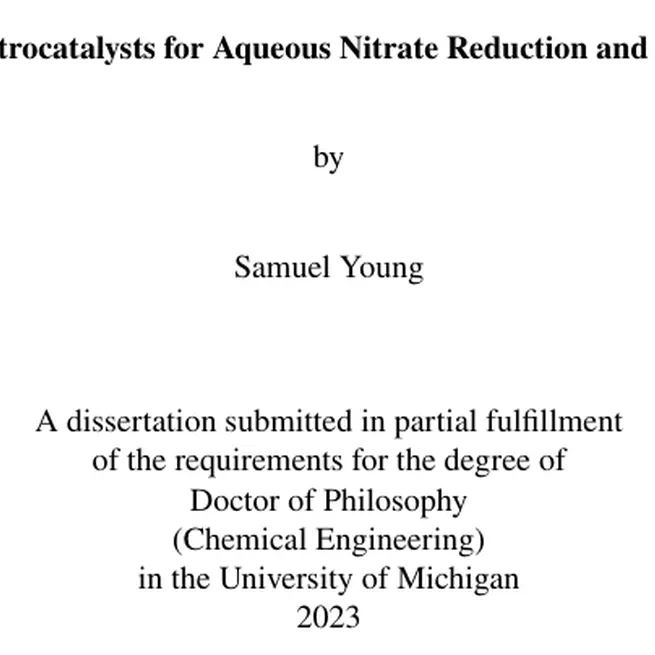 trocatalysts for Aqueous Nitrate Reduction and
by
Samuel Young
A dissertation submitted in partial fulfillment
of the requirements for the degree of
Doctor of Philosophy
(Chemical Engineering)
in the University of Michigan
2023